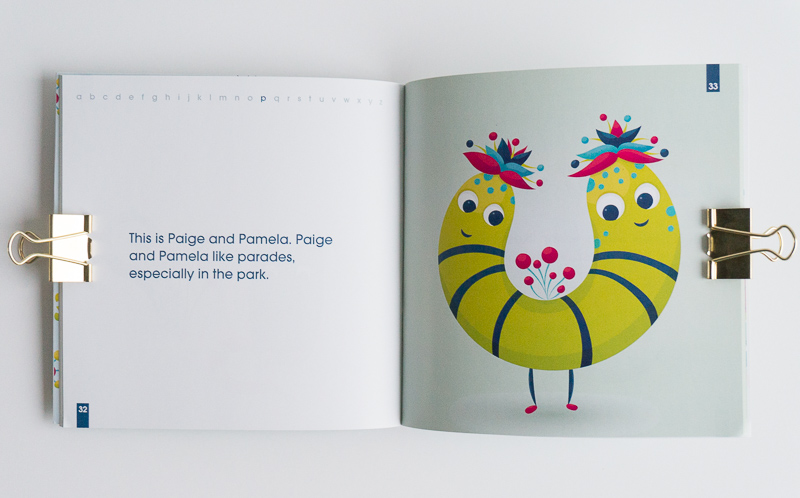 a b c d e f g h i j k l m n o p q r s t u v w x y z
This is Paige and Pamela. Paige
and Pamela like parades,
especially in the park.
32
33